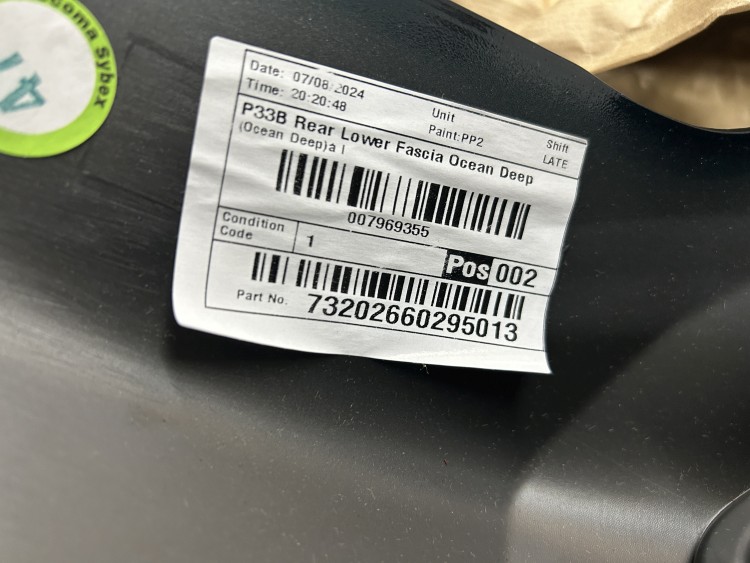 coma Sybex
41
Date: 07/08/2024
Time: 20:20:48
Unit
Paint:PP2
Shift
LATE
P33B Rear Lower Fascia Ocean Deep
(Ocean Deep)à l
007969355
Condition
Code
1
Pos 002
Part No. 73202660295013